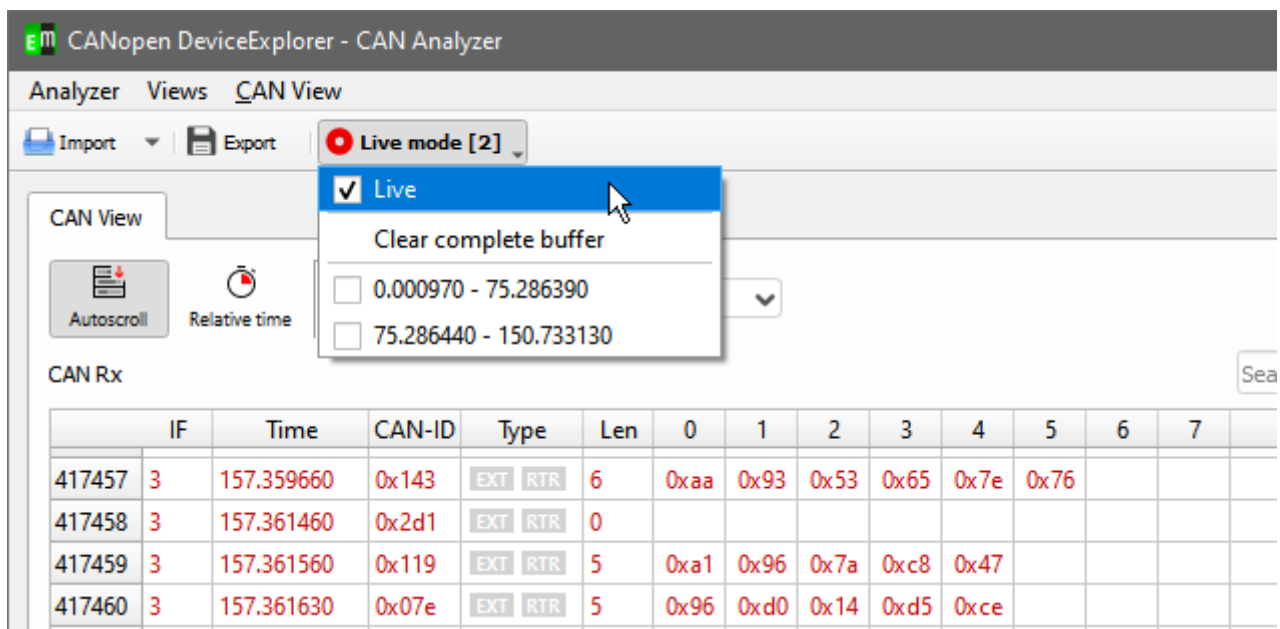 EM CANopen DeviceExplorer - CAN Analyzer
Analyzer Views CAN View
Import Export Live mode [2]
Live
CAN View
Clear complete buffer
0.000970 - 75.286390
Autoscroll Relative time
75.286440 - 150.733130
CAN Rx Sea
IF Time CAN-ID Type Len 0 1 2 3 4 5 6 7
417457 3 157.359660 0x143 EXT RTR 6 0xaa 0x93 0x53 0x65 0x7e 0x76
417458 3 157.361460 0x2d1 EXT RTR 0
417459 3 157.361560 0x119 EXT RTR 5 0xa1 0x96 0x7a 0xc8 0x47
417460 3 157.361630 0x07e EXT RTR 5 0x96 0xd0 0x14 0xd5 0xce